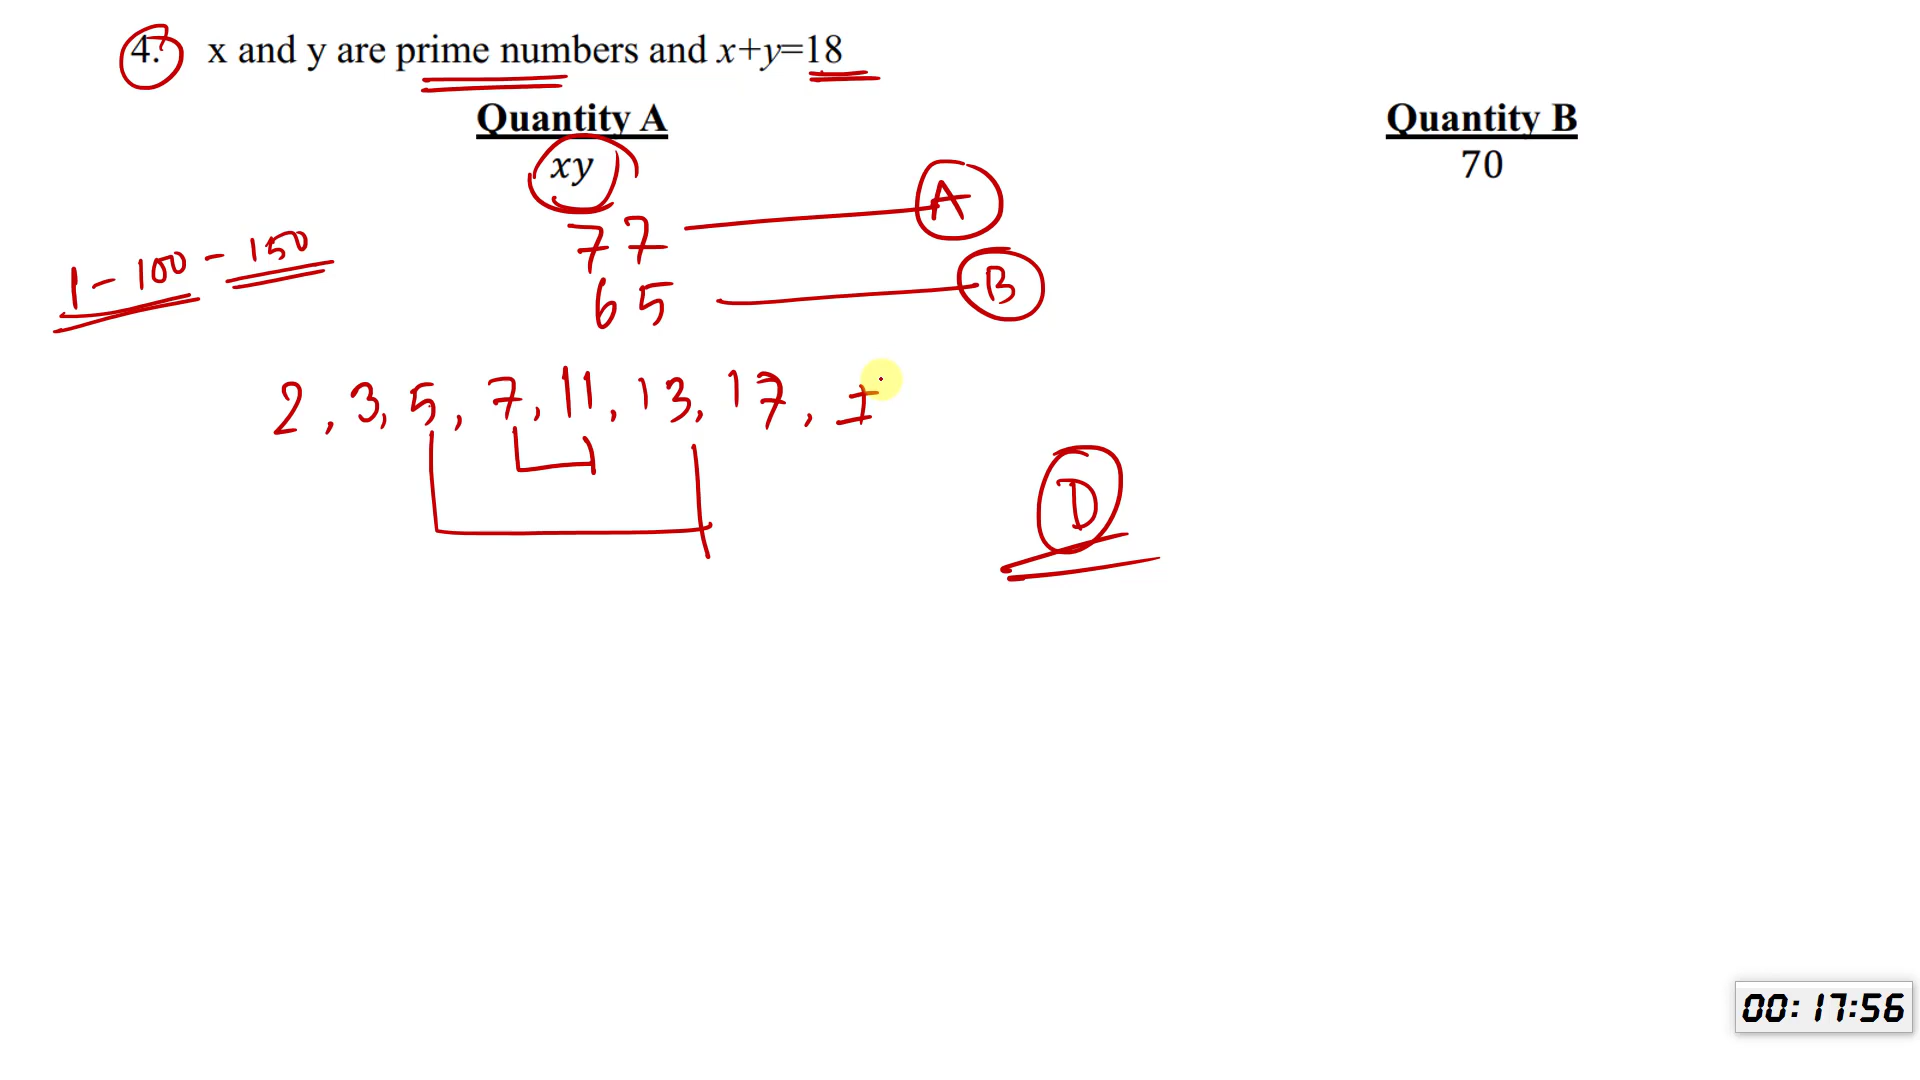 4. x and y are prime numbers and x+y=18
Quantity A Quantity B
xy 70
77 A
1 - 100 - 150
65 B
2, 3, 5, 7, 11, 13, 17, I
D
00:17:56